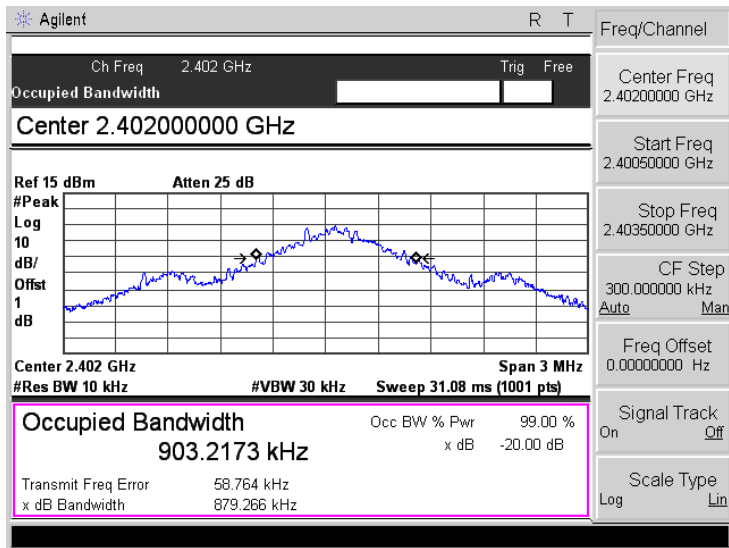 Agilent R T
Ch Freq 2.402 GHz Trig Free
Occupied Bandwidth
Center 2.402000000 GHz
Ref 15 dBm Atten 25 dB
#Peak
Log
10
dB/
Offst
1
dB
Center 2.402 GHz Span 3 MHz
#Res BW 10 kHz #VBW 30 kHz Sweep 31.08 ms (1001 pts)
Occupied Bandwidth
903.2173 kHz
Occ BW % Pwr 99.00 %
x dB -20.00 dB
Transmit Freq Error 58.764 kHz
x dB Bandwidth 879.266 kHz
Freq/Channel
Center Freq
2.40200000 GHz
Start Freq
2.40050000 GHz
Stop Freq
2.40350000 GHz
CF Step
300.000000 kHz
Auto Man
Freq Offset
0.00000000 Hz
Signal Track
On Off
Scale Type
Log Lin